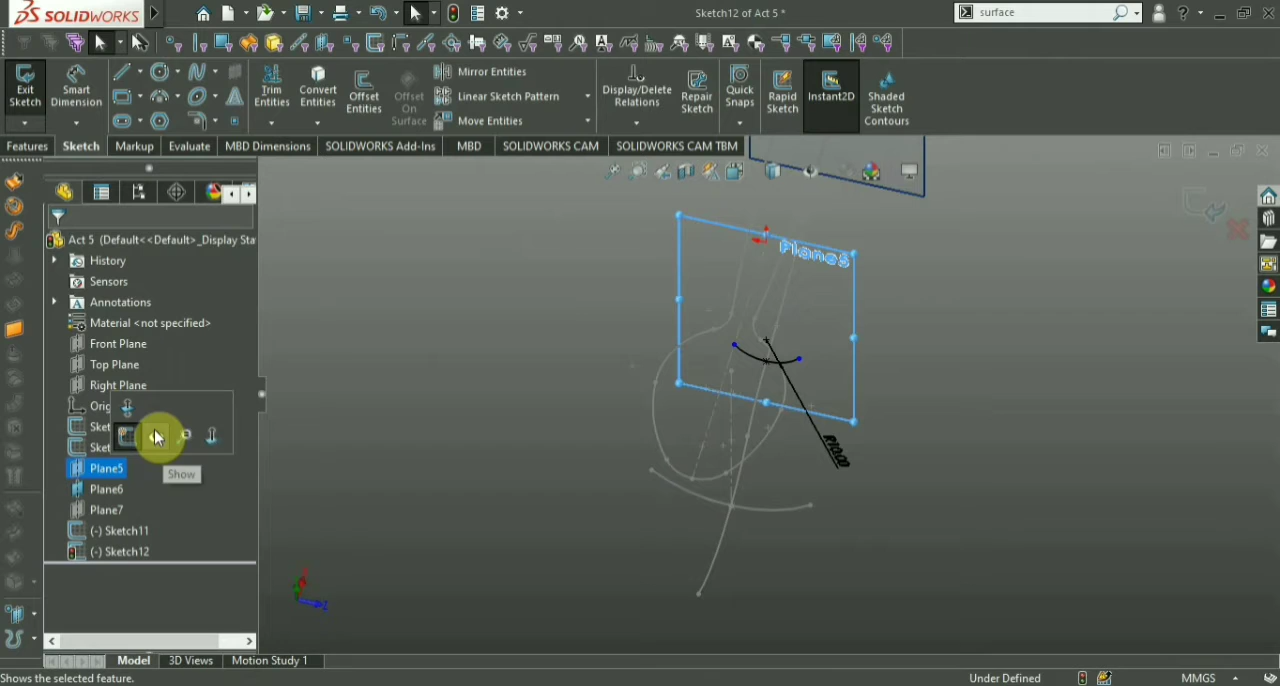 SOLIDWORKS
Sketch12 of Act 5 *
surface
Exit Sketch
Smart Dimension
Trim Entities
Convert Entities
Offset Entities
Offset On Surface
Mirror Entities
Linear Sketch Pattern
Move Entities
Display/Delete Relations
Repair Sketch
Quick Snaps
Rapid Sketch
Instant2D
Shaded Sketch Contours
Features
Sketch
Markup
Evaluate
MBD Dimensions
SOLIDWORKS Add-Ins
MBD
SOLIDWORKS CAM
SOLIDWORKS CAM TBM
Act 5 (Default<<Default>_Display Sta
History
Sensors
Annotations
Material <not specified>
Front Plane
Top Plane
Right Plane
Orig
Sket
Sket
Plane5
Plane6
Plane7
(-) Sketch11
(-) Sketch12
Show
Plane5
Model
3D Views
Motion Study 1
Shows the selected feature.
Under Defined
MMGS